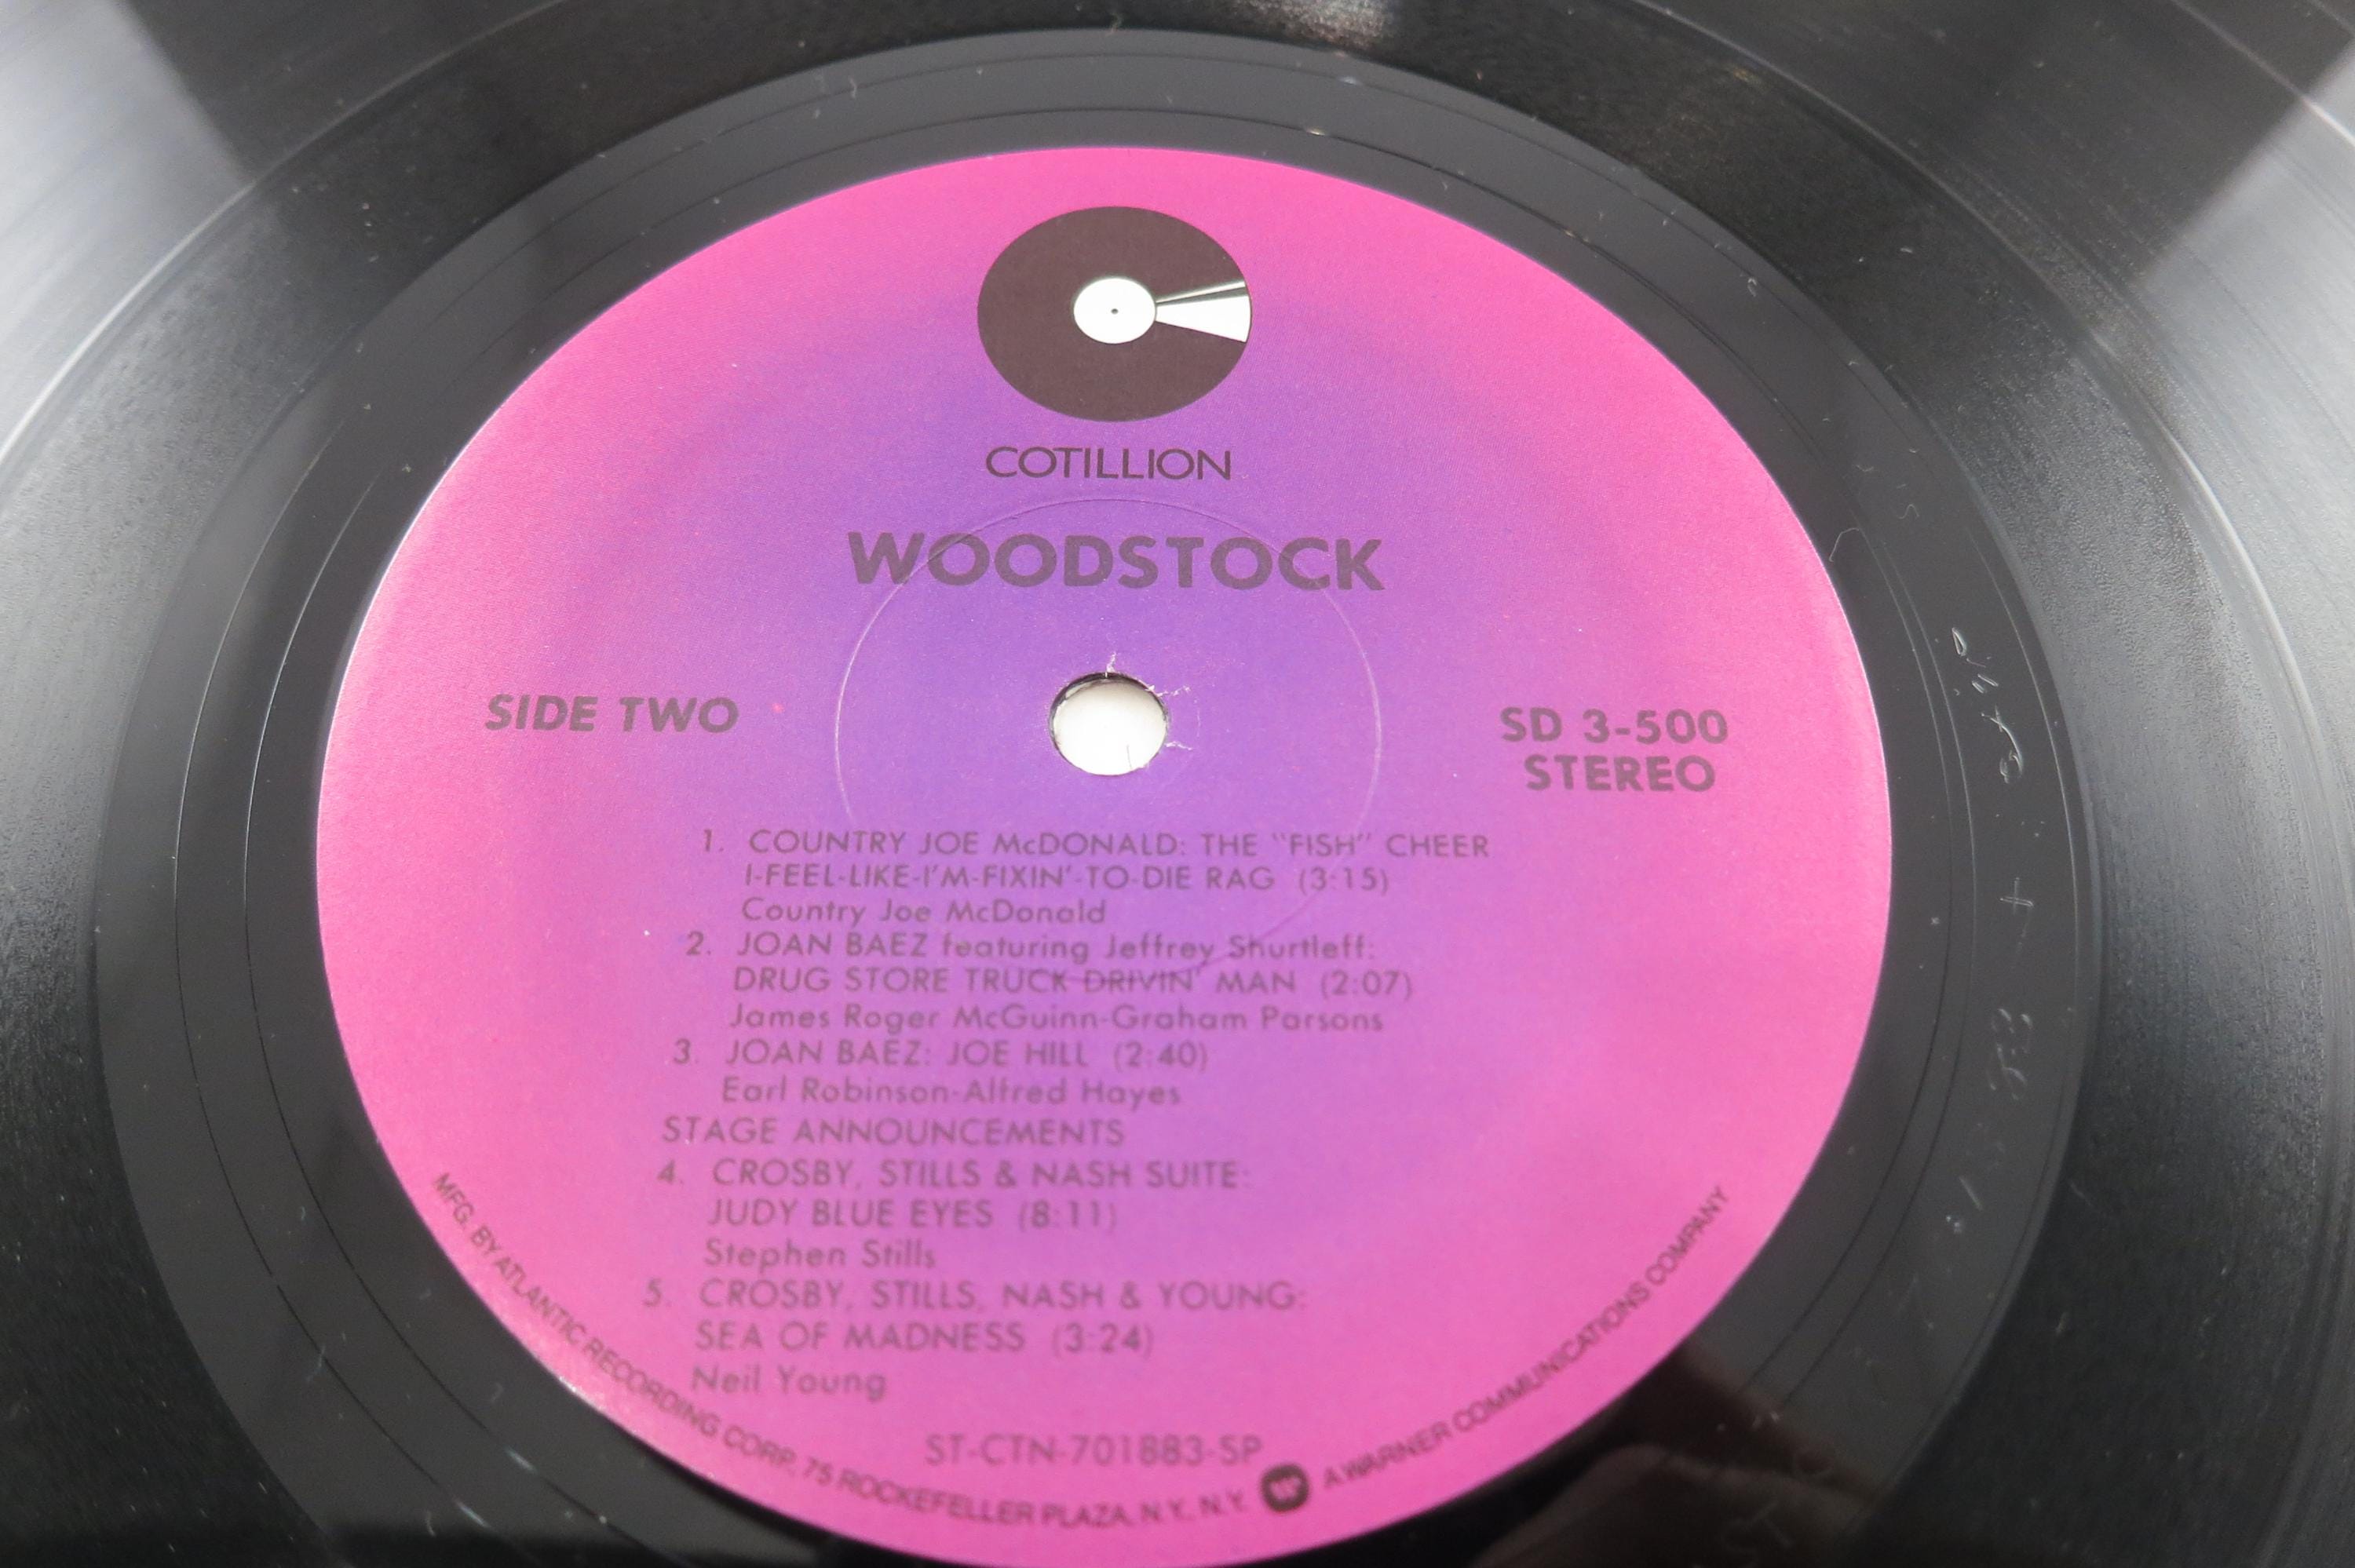 COTILLION
WOODSTOCK
SIDE TWO
SD 3-500
STEREO
1. COUNTRY JOE McDONALD: THE "FISH" CHEER
I-FEEL-LIKE-I'M-FIXIN'-TO-DIE RAG (3:15)
Country Joe McDonald
2. JOAN BAEZ featuring Jeffrey Shurtleff:
DRUG STORE TRUCK DRIVIN' MAN (2:07)
James Roger McGuinn-Graham Parsons
3. JOAN BAEZ: JOE HILL (2:40)
Earl Robinson-Alfred Hayes
STAGE ANNOUNCEMENTS
4. CROSBY, STILLS & NASH SUITE:
JUDY BLUE EYES (8:11)
Stephen Stills
5. CROSBY, STILLS, NASH & YOUNG:
SEA OF MADNESS (3:24)
Neil Young
ST-CTN-701883-SP
MFG. BY ATLANTIC RECORDING CORP. 75 ROCKEFELLER PLAZA, N.Y. N.Y. A WARNER COMMUNICATIONS COMPANY